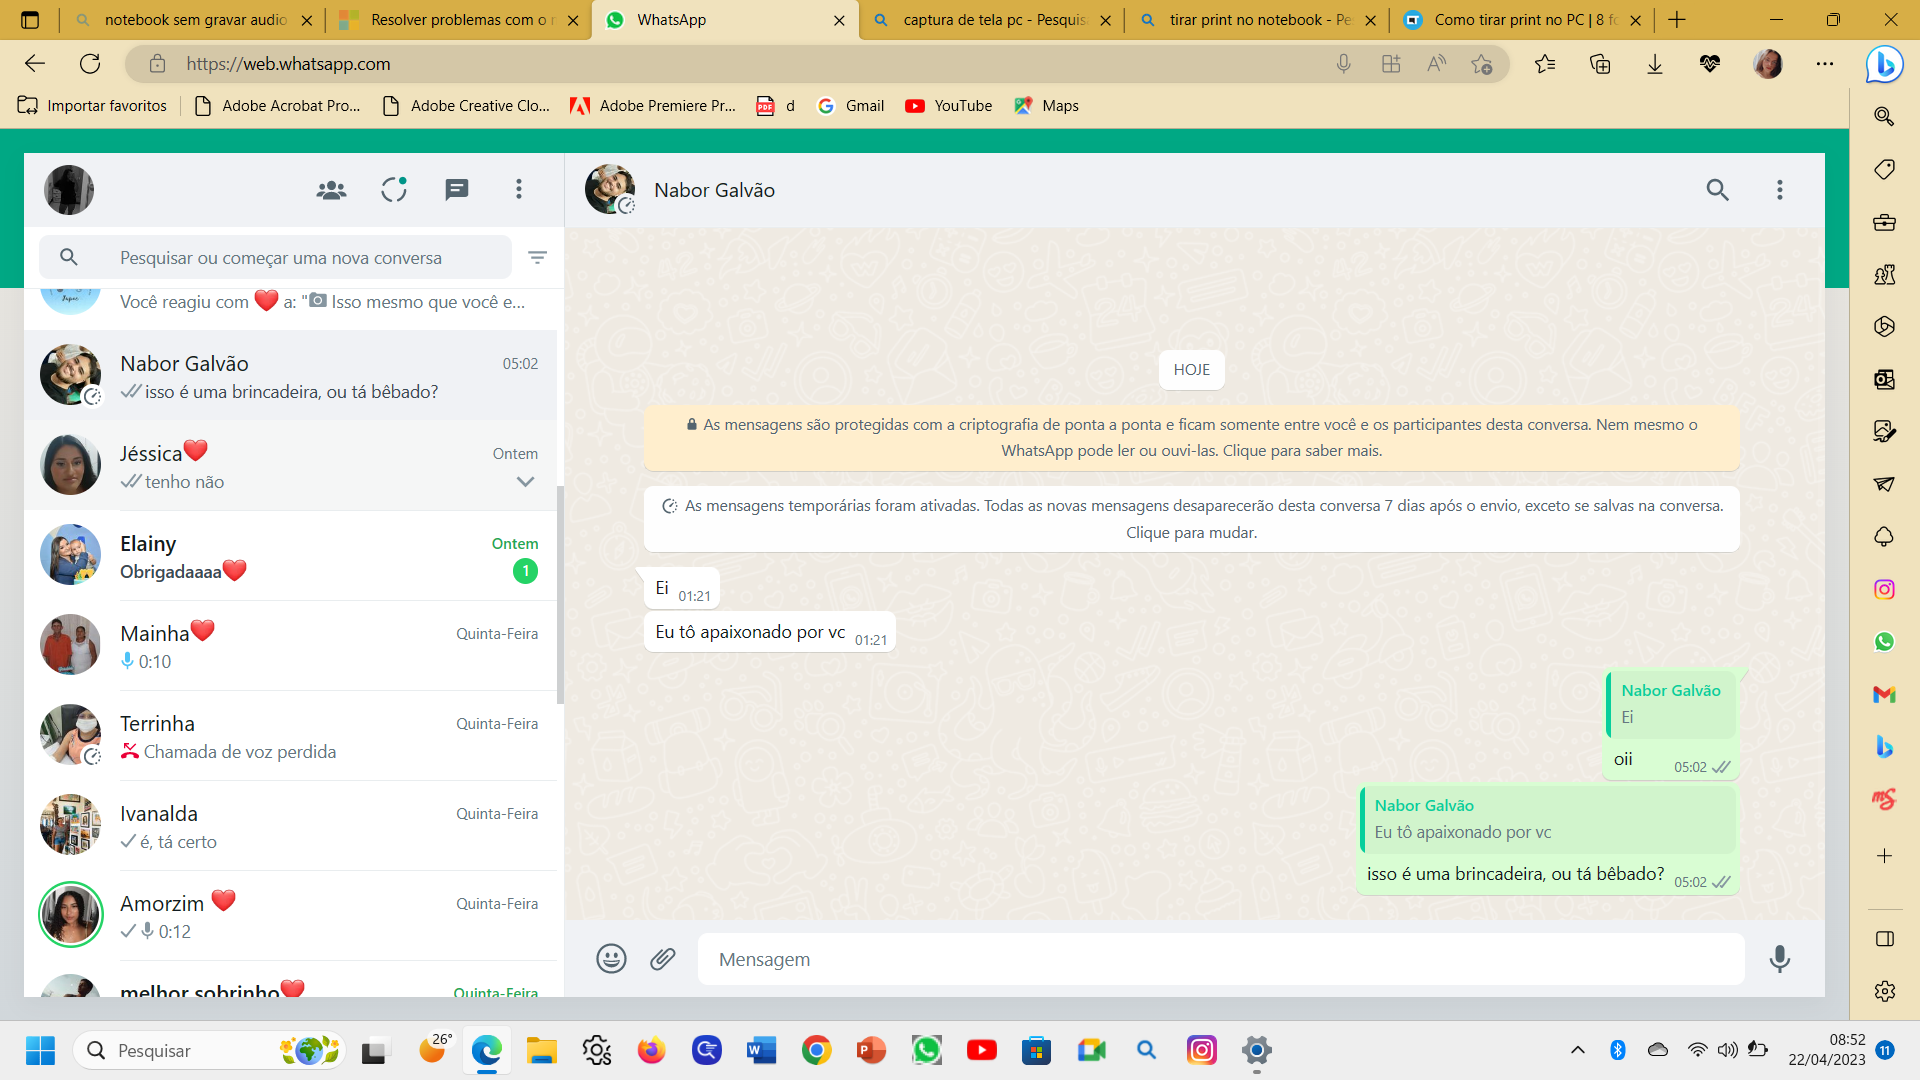 notebook sem gravar audio
Resolver problemas com o n
WhatsApp
captura de tela pc - Pesquis
tirar print no notebook - Pe
Como tirar print no PC | 8 fo
https://web.whatsapp.com
Importar favoritos
Adobe Acrobat Pro...
Adobe Creative Clo...
Adobe Premiere Pr...
d
Gmail
YouTube
Maps
Nabor Galvão
Pesquisar ou começar uma nova conversa
Você reagiu com ❤️ a: "📷 Isso mesmo que você e...
Nabor Galvão
05:02
isso é uma brincadeira, ou tá bêbado?
Jéssica❤️
Ontem
tenho não
Elainy
Ontem
Obrigadaaaa❤️
1
Mainha❤️
Quinta-Feira
0:10
Terrinha
Quinta-Feira
Chamada de voz perdida
Ivanalda
Quinta-Feira
é, tá certo
Amorzim ❤️
Quinta-Feira
0:12
melhor sobrinho❤️
Quinta-Feira
HOJE
As mensagens são protegidas com a criptografia de ponta a ponta e ficam somente entre você e os participantes desta conversa. Nem mesmo o
WhatsApp pode ler ou ouvi-las. Clique para saber mais.
As mensagens temporárias foram ativadas. Todas as novas mensagens desaparecerão desta conversa 7 dias após o envio, exceto se salvas na conversa.
Clique para mudar.
Ei 01:21
Eu tô apaixonado por vc 01:21
Nabor Galvão
Ei
oii 05:02
Nabor Galvão
Eu tô apaixonado por vc
isso é uma brincadeira, ou tá bêbado? 05:02
Mensagem
Pesquisar
26°
08:52
22/04/2023
11